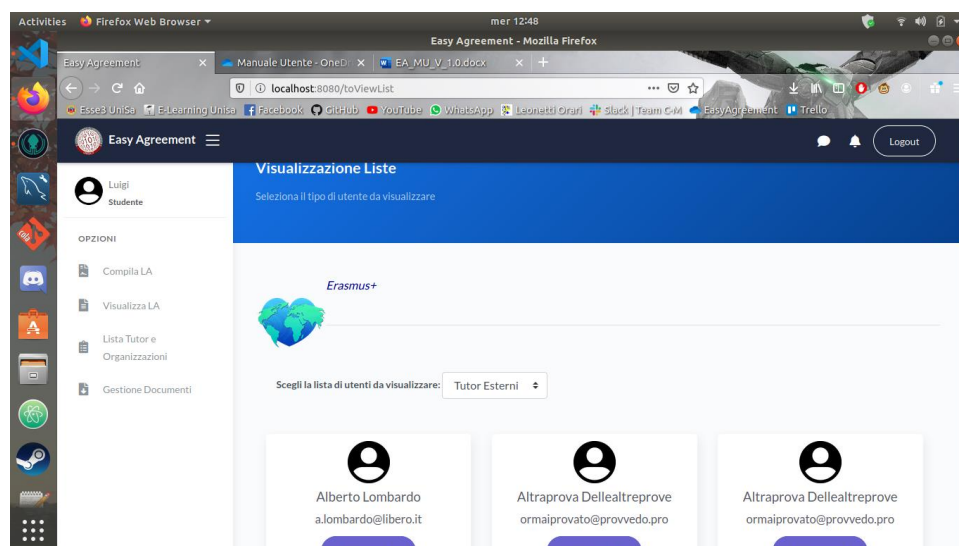 Activities Firefox Web Browser mer 12:48
Easy Agreement - Mozilla Firefox
Easy Agreement Manuale Utente - OneDr EA_MU_V_1.0.docx
localhost:8080/toViewList
Esse3 UniSa E-Learning Unisa Facebook GitHub YouTube WhatsApp Leonetti Orari Slack | Team C-M EasyAgreement Trello
Easy Agreement Logout
Luigi
Studente
OPZIONI
Compila LA
Visualizza LA
Lista Tutor e
Organizzazioni
Gestione Documenti
Visualizzazione Liste
Seleziona il tipo di utente da visualizzare
Erasmus+
Scegli la lista di utenti da visualizzare: Tutor Esterni
Alberto Lombardo
a.lombardo@libero.it
Altraprova Dellealtreprove
ormaiprovato@provvedo.pro
Altraprova Dellealtreprove
ormaiprovato@provvedo.pro